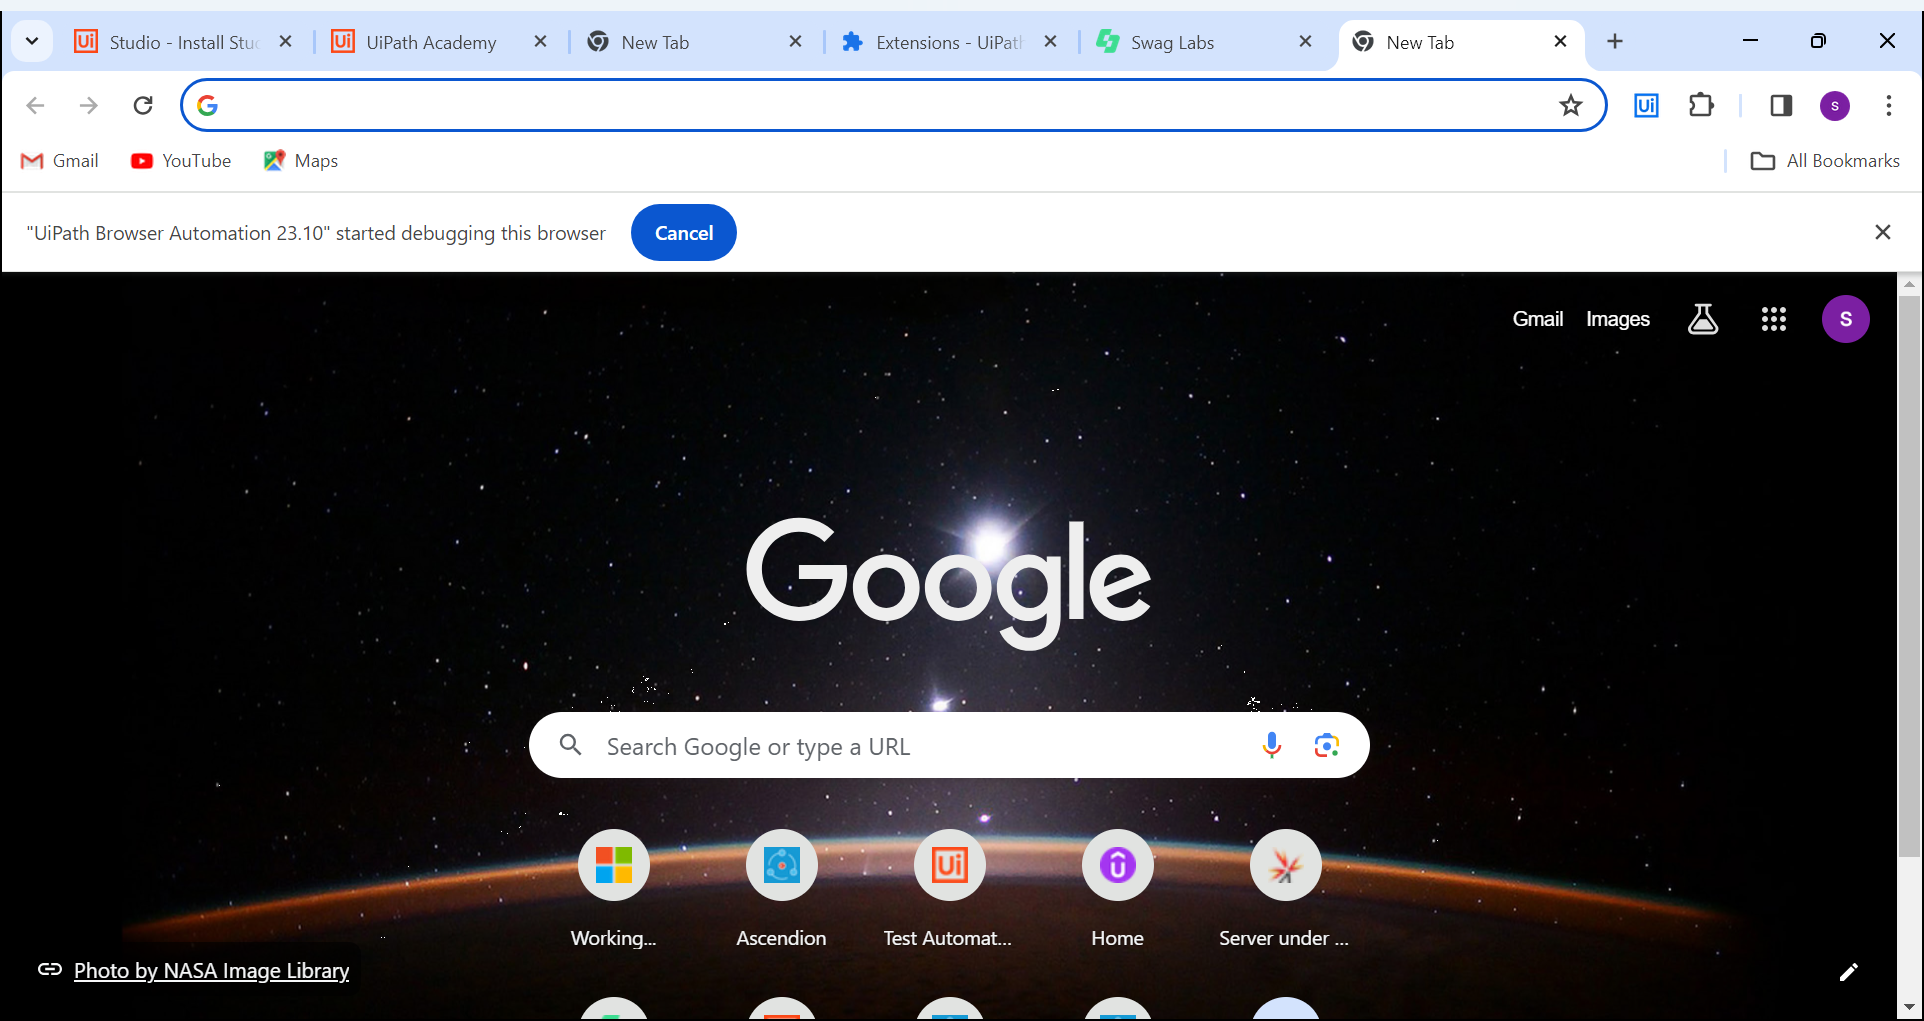 Studio - Install Stu
UiPath Academy
New Tab
Extensions - UiPath
Swag Labs
New Tab
Gmail
YouTube
Maps
All Bookmarks
"UiPath Browser Automation 23.10" started debugging this browser
Cancel
Gmail
Images
S
Google
Search Google or type a URL
Working...
Ascendion
Test Automat...
Home
Server under ...
Photo by NASA Image Library